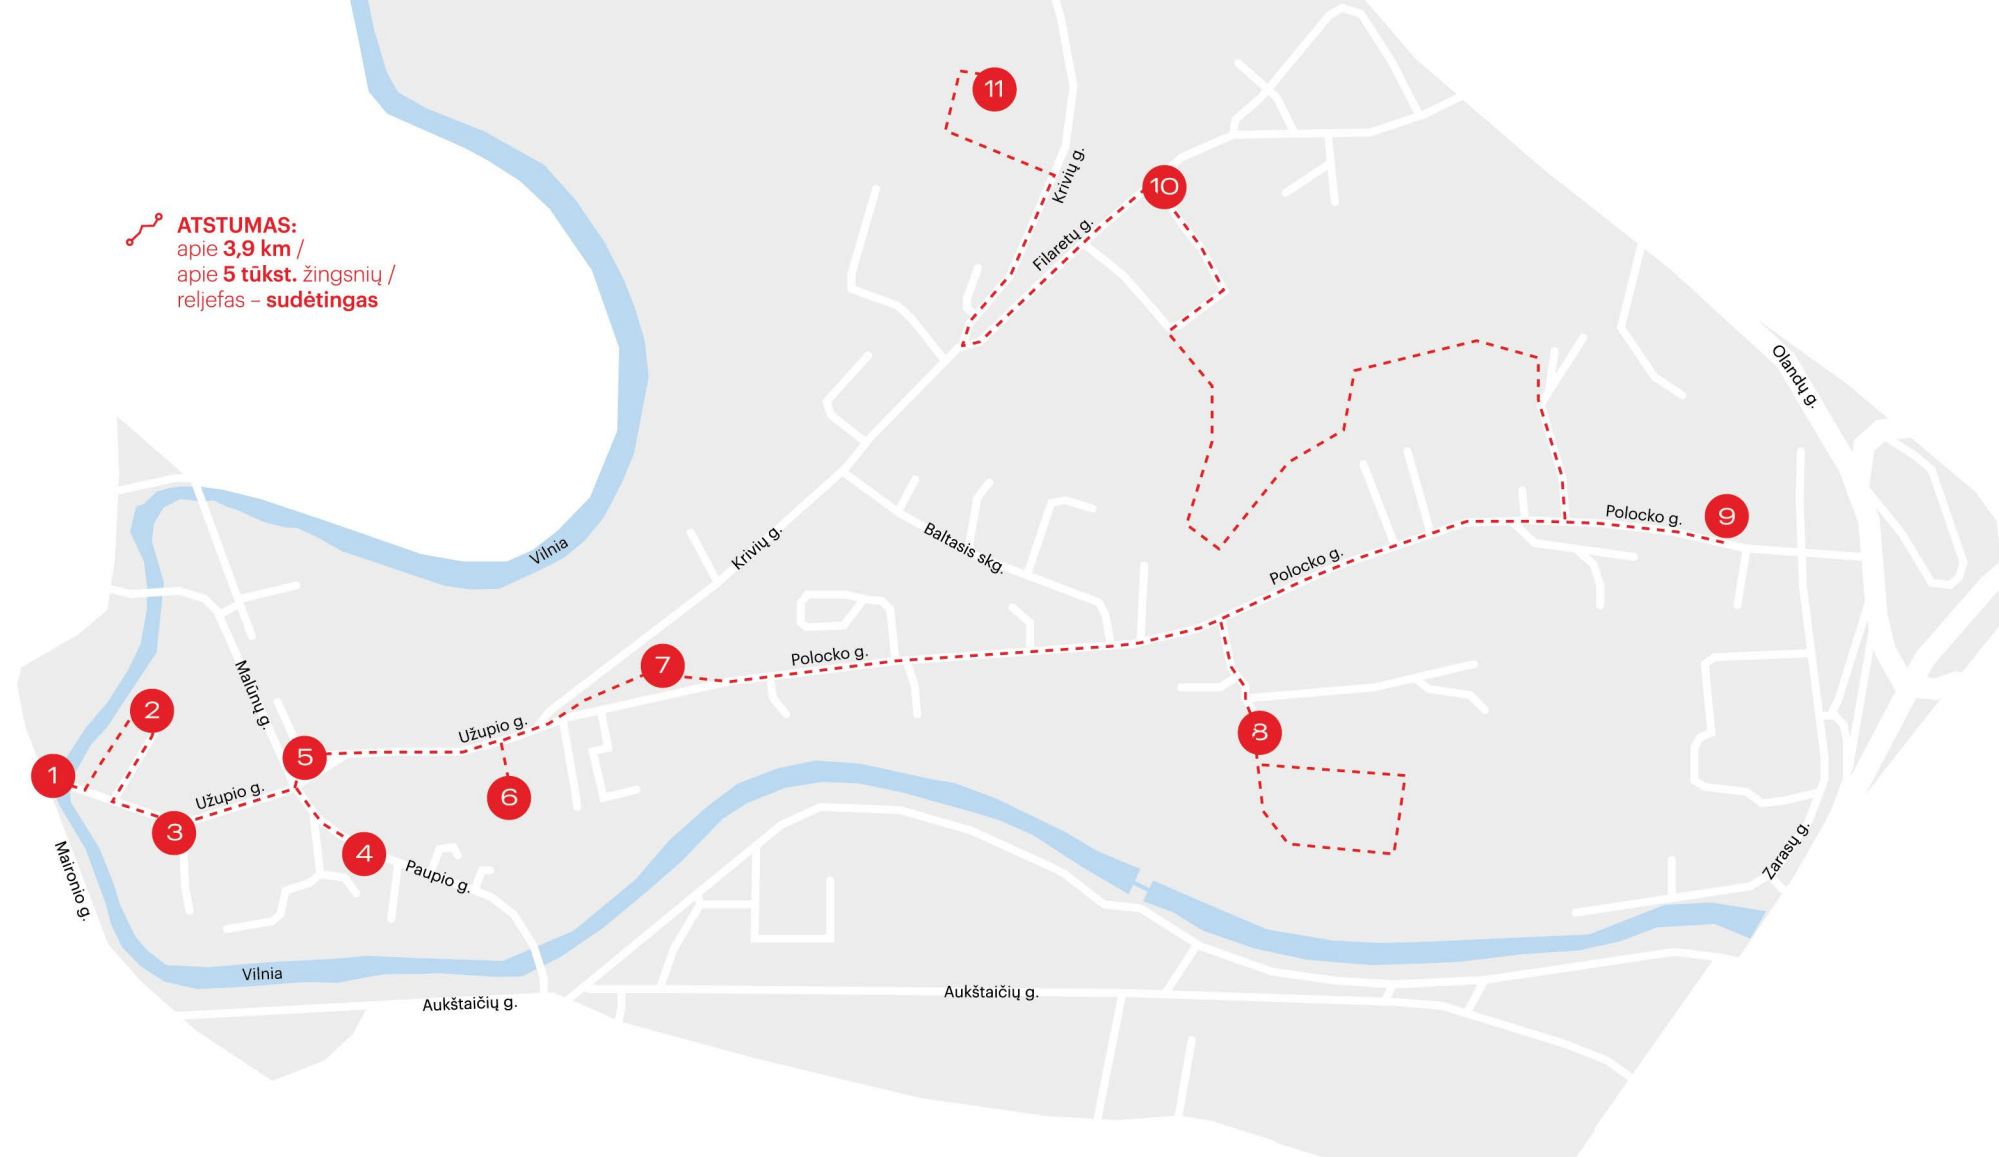 11
Krivių g.
10
Filaretų g.
ATSTUMAS:
apie 3,9 km /
apie 5 tūkst. žingsnių /
reljefas – sudėtingas
Olandų g.
Polocko g.
9
Vilnia
Krivių g.
Baltasis skg.
Polocko g.
7
Polocko g.
Malūnų g.
2
Užupio g.
8
5
1
Užupio g.
6
3
4
Maironio g.
Paupio g.
Zarasų g.
Vilnia
Aukštaičių g.
Aukštaičių g.